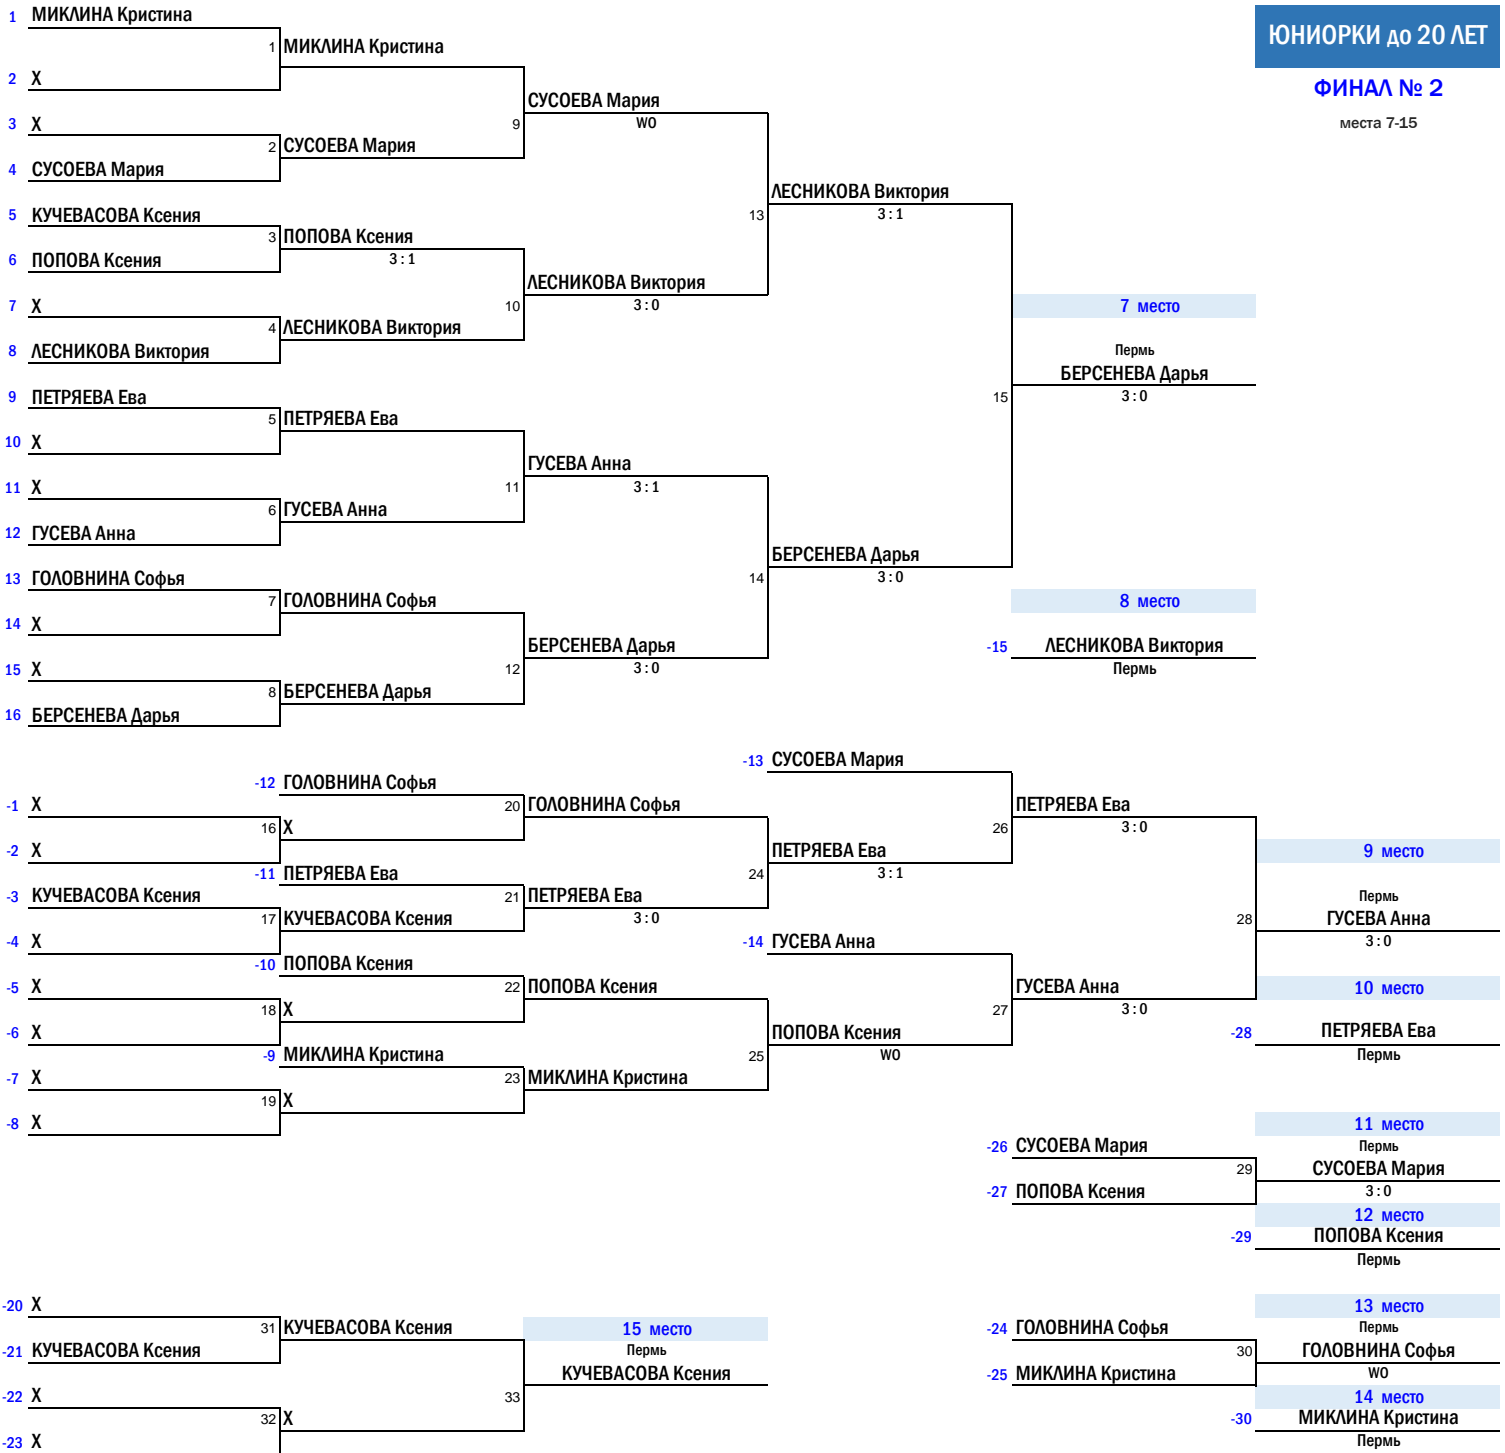 ЮНИОРКИ до 20 ЛЕТ
ФИНАЛ № 2
места 7-15
1 МИКЛИНА Кристина
1 МИКЛИНА Кристина
2 X
СУСОЕВА Мария
9 WO
3 X
2 СУСОЕВА Мария
4 СУСОЕВА Мария
ЛЕСНИКОВА Виктория
13 3 : 1
5 КУЧЕВАСОВА Ксения
3 ПОПОВА Ксения
3 : 1
6 ПОПОВА Ксения
ЛЕСНИКОВА Виктория
10 3 : 0
7 X
4 ЛЕСНИКОВА Виктория
8 ЛЕСНИКОВА Виктория
7 место
Пермь
БЕРСЕНЕВА Дарья
15 3 : 0
9 ПЕТРЯЕВА Ева
5 ПЕТРЯЕВА Ева
10 X
ГУСЕВА Анна
11 3 : 1
11 X
6 ГУСЕВА Анна
12 ГУСЕВА Анна
БЕРСЕНЕВА Дарья
14 3 : 0
13 ГОЛОВНИНА Софья
7 ГОЛОВНИНА Софья
8 место
14 X
БЕРСЕНЕВА Дарья
12 3 : 0
-15 ЛЕСНИКОВА Виктория
Пермь
15 X
8 БЕРСЕНЕВА Дарья
16 БЕРСЕНЕВА Дарья
-13 СУСОЕВА Мария
-12 ГОЛОВНИНА Софья
-1 X
20 ГОЛОВНИНА Софья
ПЕТРЯЕВА Ева
26 3 : 0
16 X
-2 X
ПЕТРЯЕВА Ева
24 3 : 1
9 место
-11 ПЕТРЯЕВА Ева
-3 КУЧЕВАСОВА Ксения
21 ПЕТРЯЕВА Ева
3 : 0
Пермь
17 КУЧЕВАСОВА Ксения
28 ГУСЕВА Анна
3 : 0
-4 X
-14 ГУСЕВА Анна
-10 ПОПОВА Ксения
-5 X
22 ПОПОВА Ксения
ГУСЕВА Анна
27 3 : 0
10 место
18 X
-6 X
ПОПОВА Ксения
25 WO
-28 ПЕТРЯЕВА Ева
Пермь
-9 МИКЛИНА Кристина
-7 X
23 МИКЛИНА Кристина
19 X
-8 X
11 место
Пермь
-26 СУСОЕВА Мария
29 СУСОЕВА Мария
3 : 0
-27 ПОПОВА Ксения
12 место
-29 ПОПОВА Ксения
Пермь
-20 X
31 КУЧЕВАСОВА Ксения
-21 КУЧЕВАСОВА Ксения
15 место
Пермь
КУЧЕВАСОВА Ксения
33
-22 X
32 X
-23 X
13 место
Пермь
-24 ГОЛОВНИНА Софья
30 ГОЛОВНИНА Софья
WO
-25 МИКЛИНА Кристина
14 место
-30 МИКЛИНА Кристина
Пермь